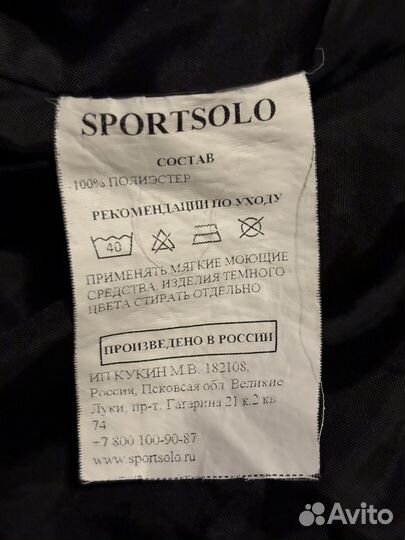 SPORTSOLO
СОСТАВ
100% ПОЛИЭСТЕР
РЕКОМЕНДАЦИИ ПО УХОДУ
40
ПРИМЕНЯТЬ МЯГКИЕ МОЮЩИЕ
СРЕДСТВА, ИЗДЕЛИЯ ТЕМНОГО
ЦВЕТА СТИРАТЬ ОТДЕЛЬНО
ПРОИЗВЕДЕНО В РОССИИ
ИП КУКИН М.В. 182108,
Россия, Псковая обл. Великие
Луки, пр-т. Гагарина 21 к.2 кв.
74
+7 800 100-90-87
www.sportsolo.ru
Avito